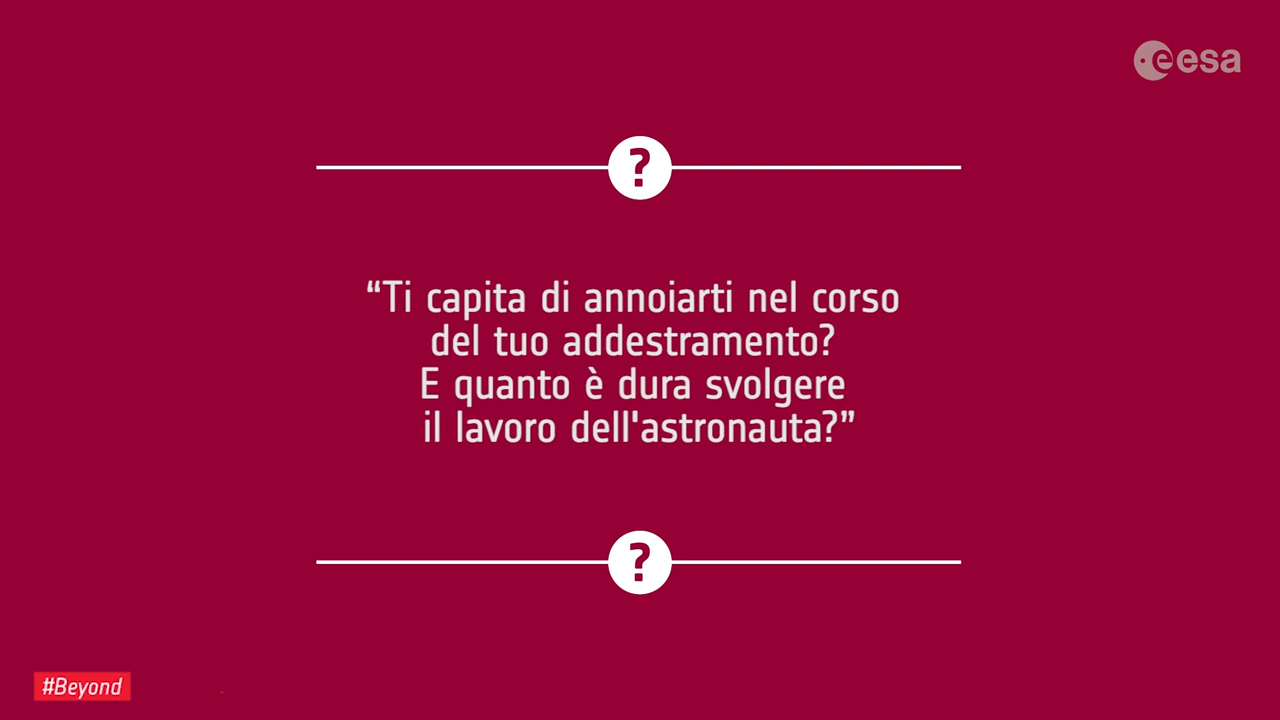 esa
?
“Ti capita di annoiarti nel corso
del tuo addestramento?
E quanto è dura svolgere
il lavoro dell'astronauta?”
?
#Beyond